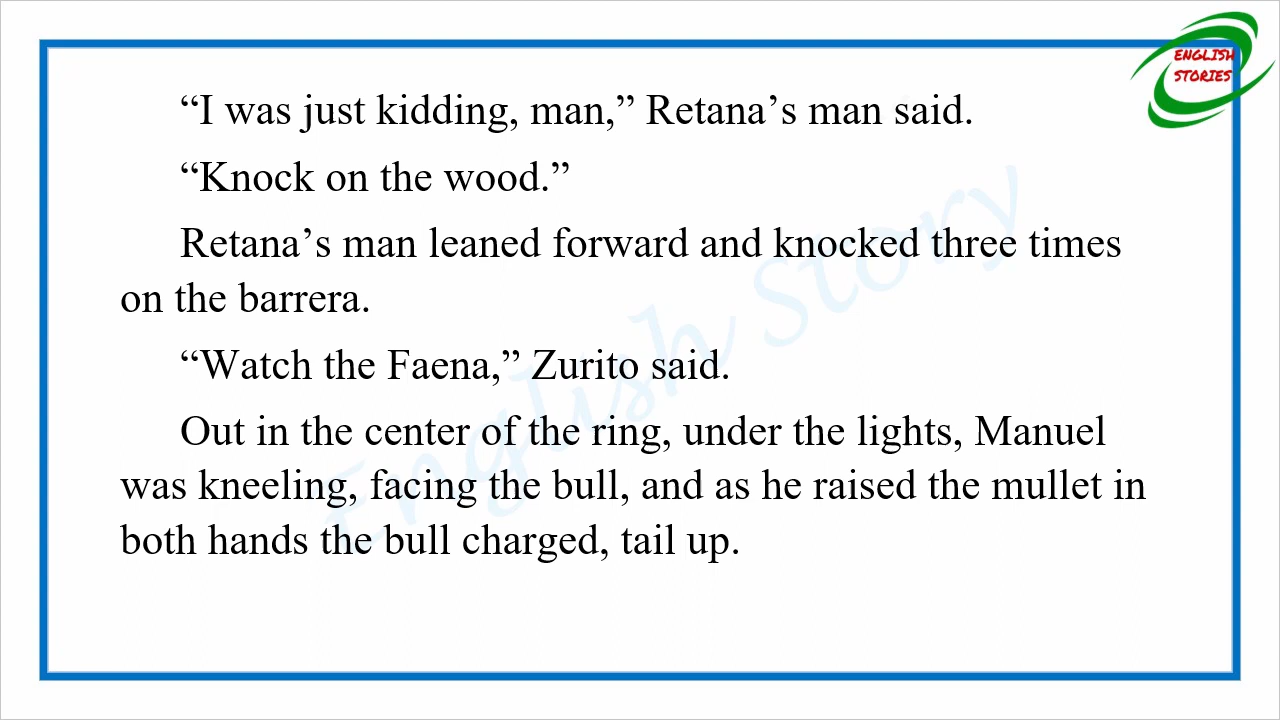 ENGLISH
STORIES
“I was just kidding, man,” Retana’s man said.
“Knock on the wood.”
Retana’s man leaned forward and knocked three times
on the barrera.
“Watch the Faena,” Zurito said.
Out in the center of the ring, under the lights, Manuel
was kneeling, facing the bull, and as he raised the mullet in
both hands the bull charged, tail up.
English Story